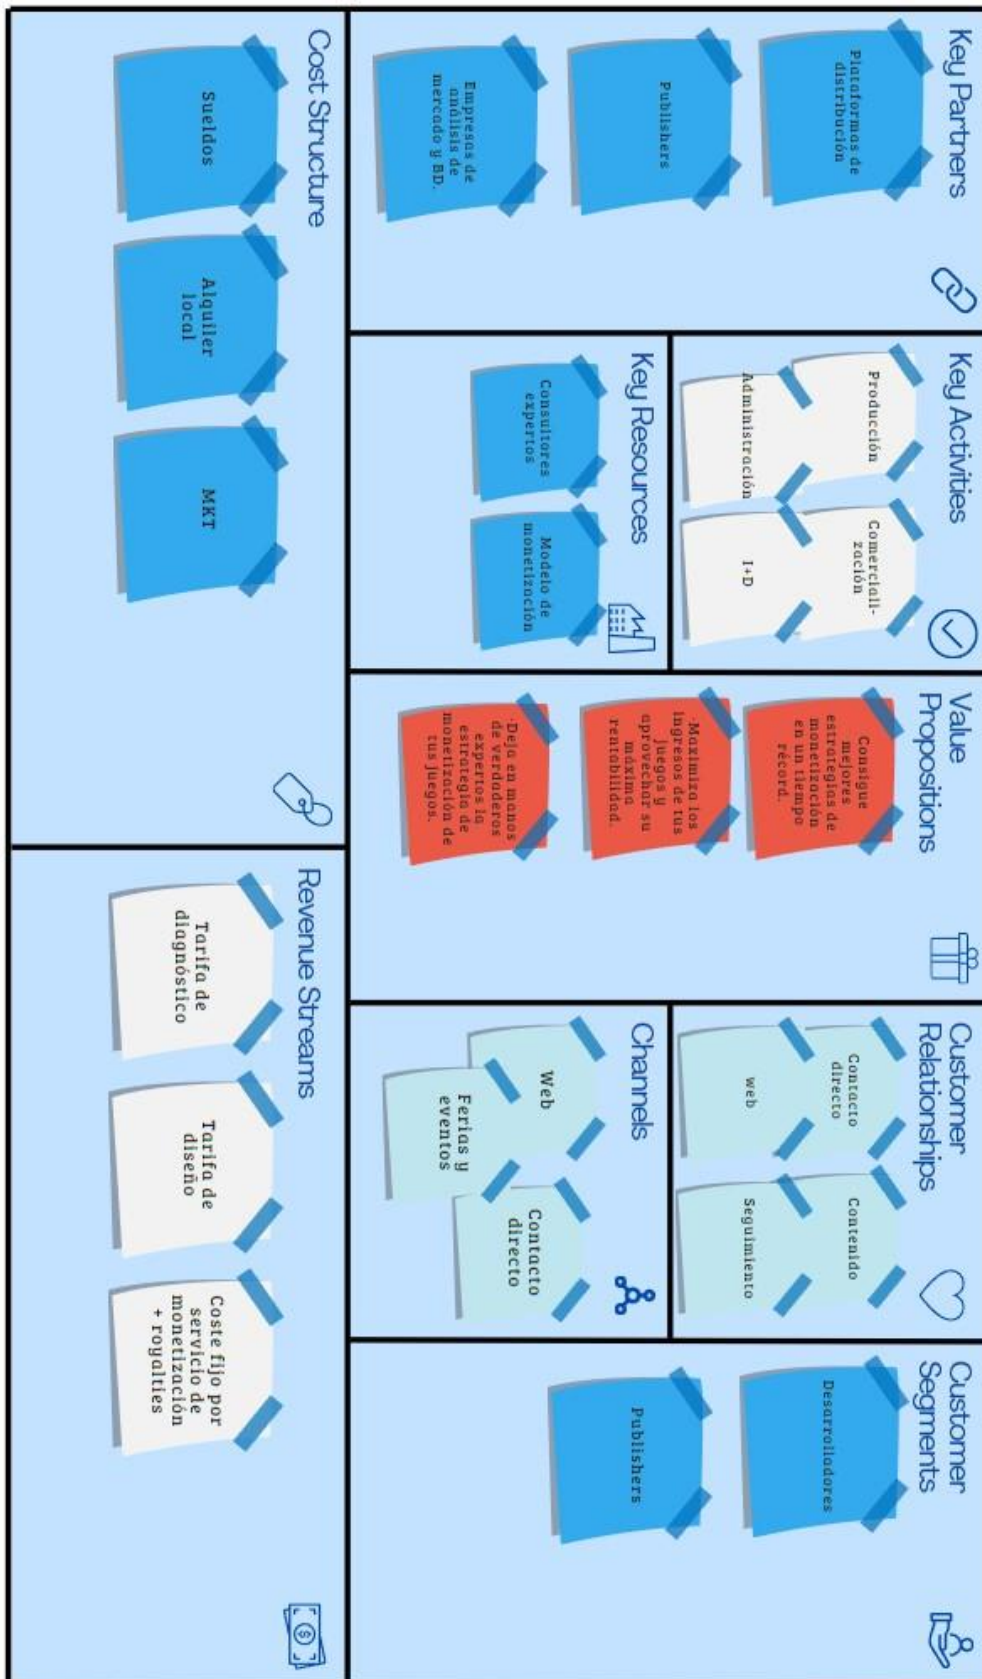 Key Partners
Plataformas de
distribución
Publishers
Empresas de
análisis de
mercado y BD.
Key Activities
Producción
Comerciali-
zación
Administración
I+D
Key Resources
Consultores
expertos
Modelo de
monetización
Value
Propositions
Consigue
mejores
estrategias de
monetización
en un tiempo
récord.
·Maximiza los
ingresos de tus
juegos y
aprovechar su
máxima
rentabilidad.
·Deja en manos
de verdaderos
expertos la
estrategia de
monetización de
tus juegos.
Customer
Relationships
Contacto
directo
Contenido
web
Seguimiento
Channels
Web
Contacto
directo
Ferias y
eventos
Customer
Segments
Desarrolladores
Publishers
Cost Structure
Sueldos
Alquiler
local
MKT
Revenue Streams
Tarifa de
diagnóstico
Tarifa de
diseño
Coste fijo por
servicio de
monetización
+ royalties